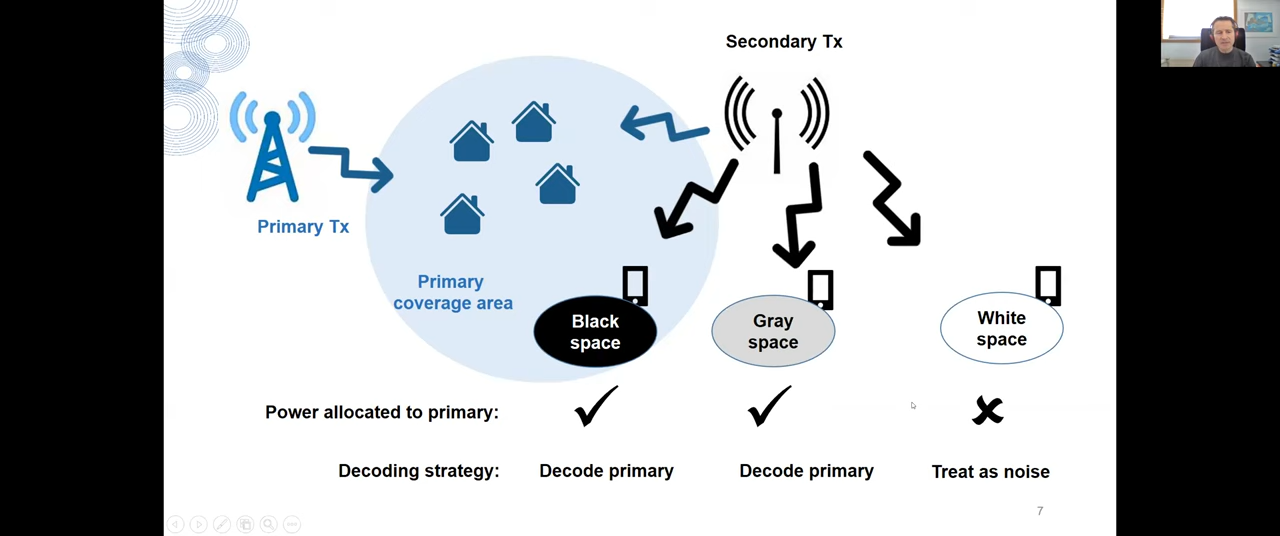 Secondary Tx
Primary Tx
Primary
coverage area
Black
space
Gray
space
White
space
Power allocated to primary:
Decoding strategy:
Decode primary
Decode primary
Treat as noise
7